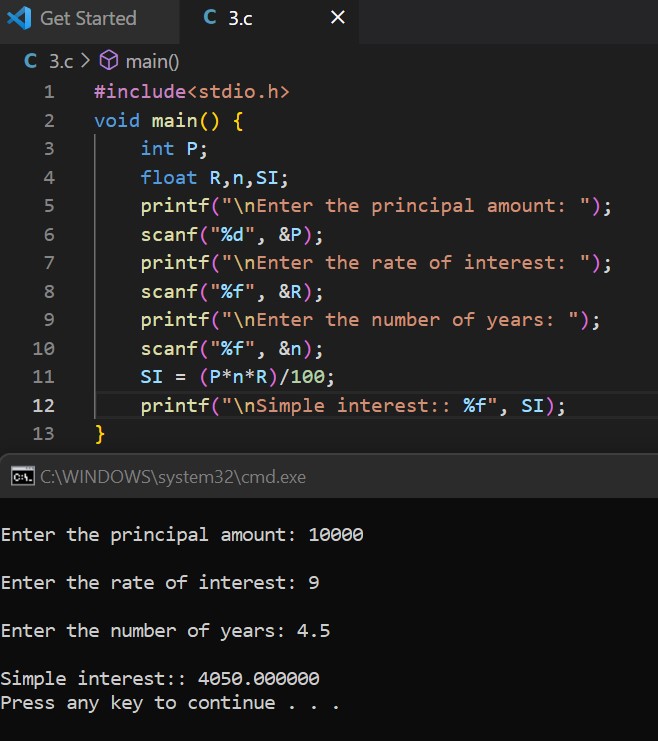 Get Started C 3.c ×
C 3.c > main()
1 #include<stdio.h>
2 void main() {
3 int P;
4 float R,n,SI;
5 printf("\nEnter the principal amount: ");
6 scanf("%d", &P);
7 printf("\nEnter the rate of interest: ");
8 scanf("%f", &R);
9 printf("\nEnter the number of years: ");
10 scanf("%f", &n);
11 SI = (P*n*R)/100;
12 printf("\nSimple interest:: %f", SI);
13 }
C:\WINDOWS\system32\cmd.exe
Enter the principal amount: 10000
Enter the rate of interest: 9
Enter the number of years: 4.5
Simple interest:: 4050.000000
Press any key to continue . . .